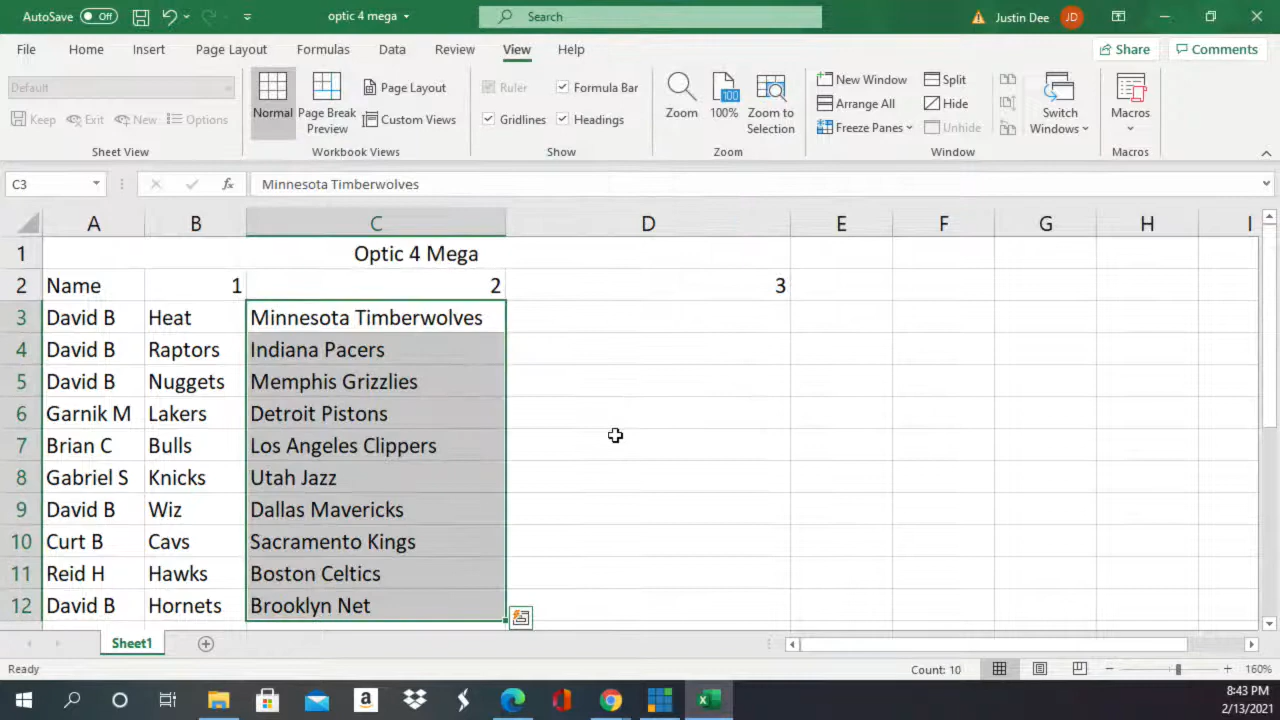 AutoSave Off optic 4 mega Search Justin Dee JD
File Home Insert Page Layout Formulas Data Review View Help Share Comments
Default
Keep Exit New Options
Sheet View
Normal Page Break Preview Page Layout Custom Views
Workbook Views
Ruler Formula Bar
Gridlines Headings
Show
Zoom 100 100% Zoom to Selection
Zoom
New Window Split
Arrange All Hide
Freeze Panes Unhide
Switch Windows
Window
Macros
Macros
C3 fx Minnesota Timberwolves
A B C D E F G H I
1 Optic 4 Mega
2 Name 1 2 3
3 David B Heat Minnesota Timberwolves
4 David B Raptors Indiana Pacers
5 David B Nuggets Memphis Grizzlies
6 Garnik M Lakers Detroit Pistons
7 Brian C Bulls Los Angeles Clippers
8 Gabriel S Knicks Utah Jazz
9 David B Wiz Dallas Mavericks
10 Curt B Cavs Sacramento Kings
11 Reid H Hawks Boston Celtics
12 David B Hornets Brooklyn Net
Sheet1
Ready Count: 10 160%
a
8:43 PM
2/13/2021